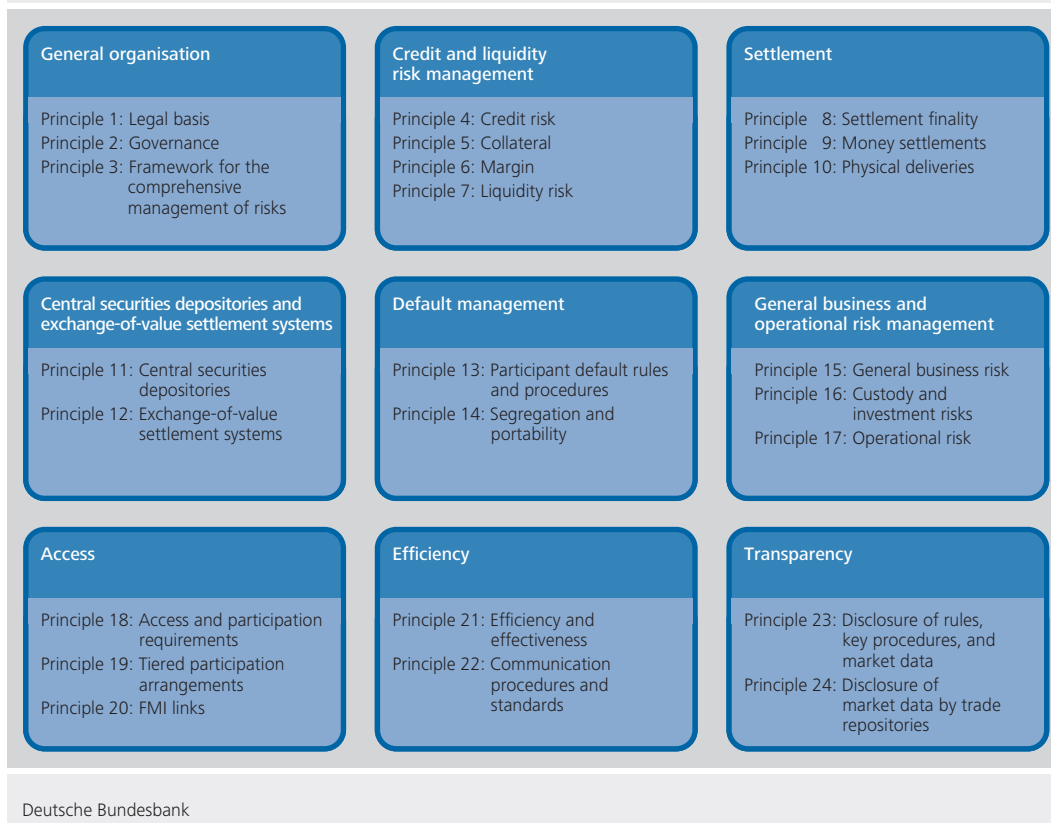 General organisation
Principle 1: Legal basis
Principle 2: Governance
Principle 3: Framework for the
comprehensive
management of risks
Credit and liquidity
risk management
Principle 4: Credit risk
Principle 5: Collateral
Principle 6: Margin
Principle 7: Liquidity risk
Settlement
Principle 8: Settlement finality
Principle 9: Money settlements
Principle 10: Physical deliveries
Central securities depositories and
exchange-of-value settlement systems
Principle 11: Central securities
depositories
Principle 12: Exchange-of-value
settlement systems
Default management
Principle 13: Participant default rules
and procedures
Principle 14: Segregation and
portability
General business and
operational risk management
Principle 15: General business risk
Principle 16: Custody and
investment risks
Principle 17: Operational risk
Access
Principle 18: Access and participation
requirements
Principle 19: Tiered participation
arrangements
Principle 20: FMI links
Efficiency
Principle 21: Efficiency and
effectiveness
Principle 22: Communication
procedures and
standards
Transparency
Principle 23: Disclosure of rules,
key procedures, and
market data
Principle 24: Disclosure of
market data by trade
repositories
Deutsche Bundesbank